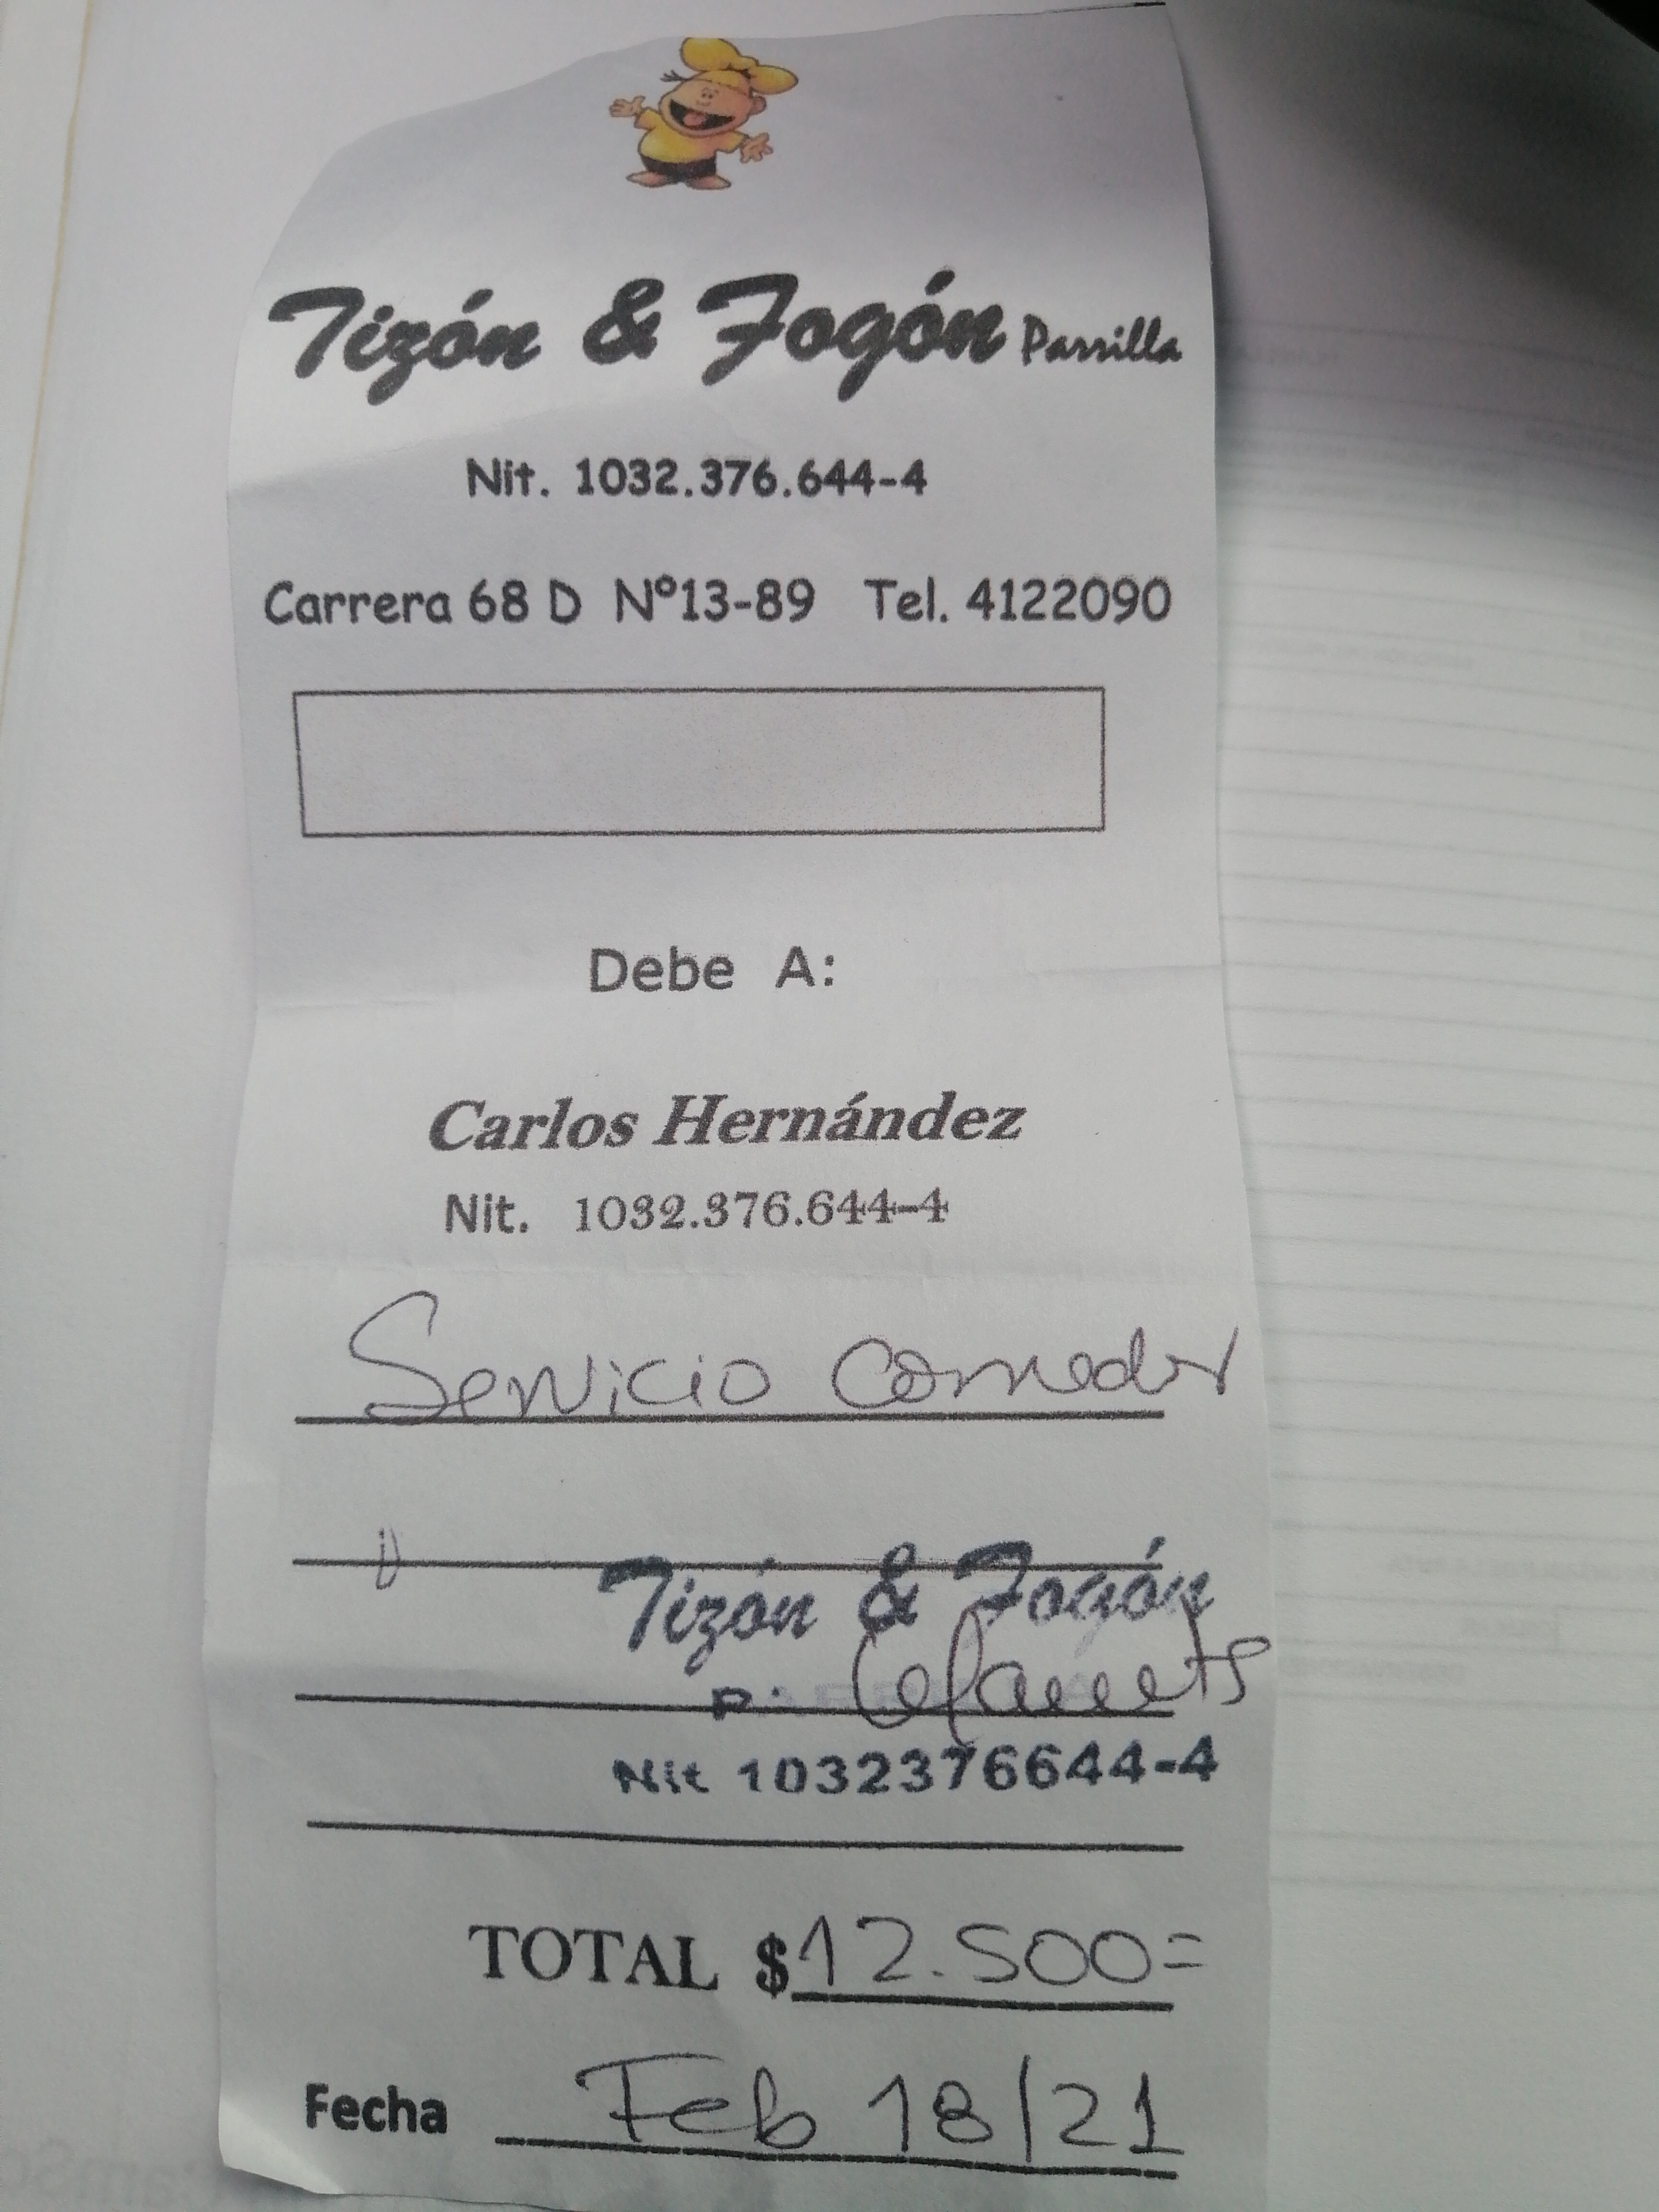 Tizón & Fogón Parrilla
Nit. 1032.376.644-4
Carrera 68 D Nº13-89 Tel. 4122090
Debe A:
Carlos Hernández
Nit. 1032.376.644-4
Servicio Comedor
Tizón & Fogón
Nit 1032376644-4
TOTAL $12.500=
Fecha Feb 18/21